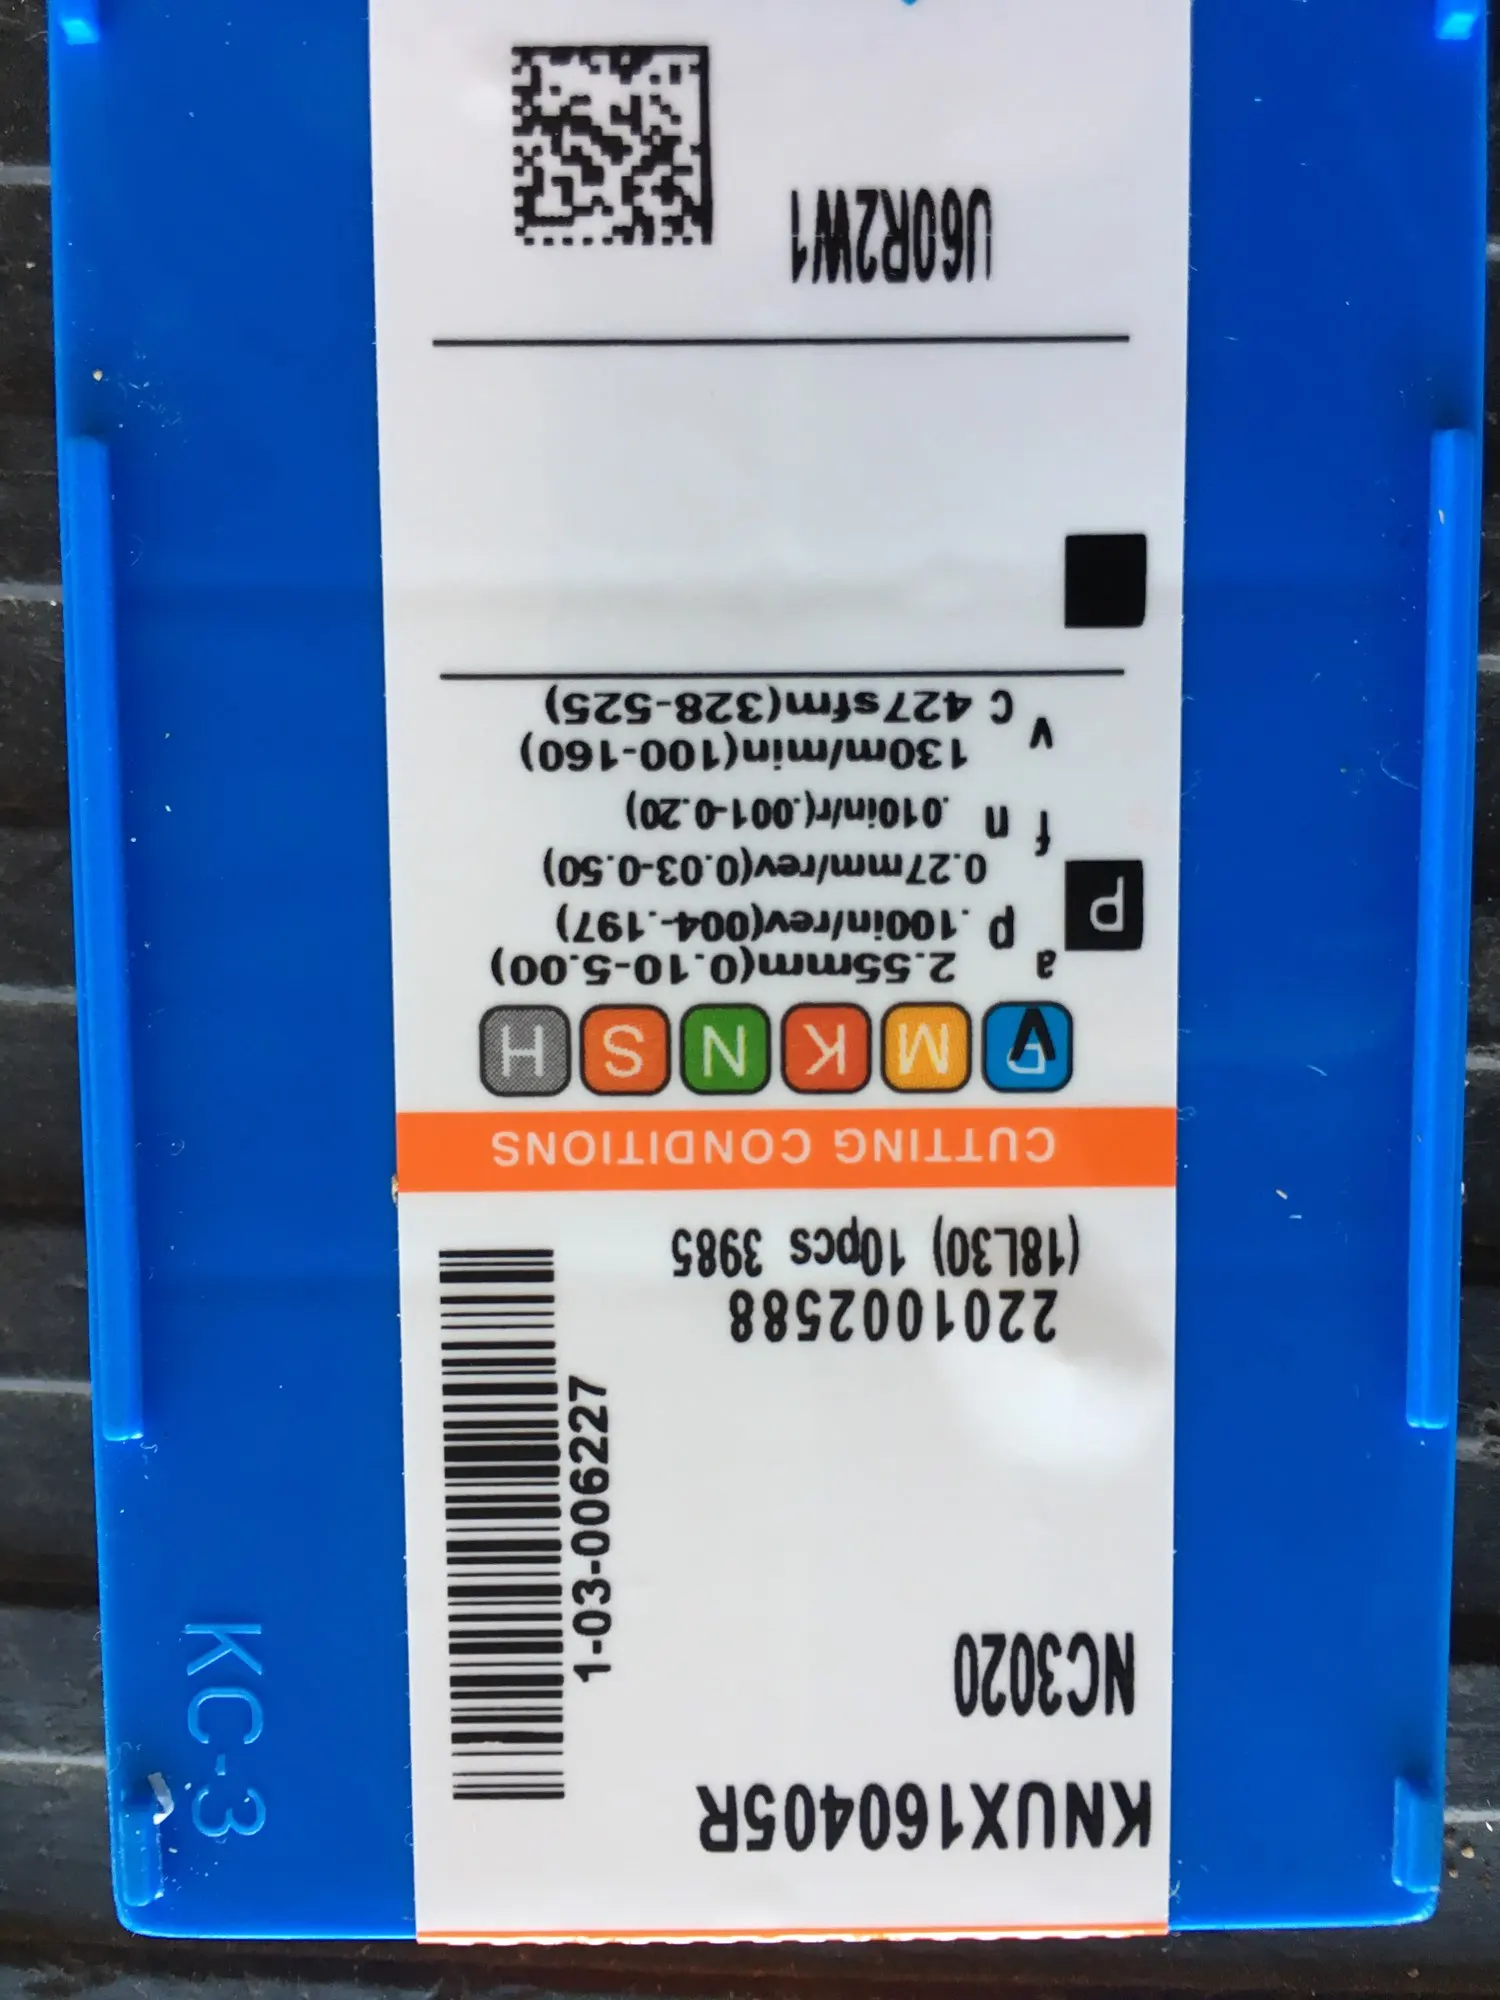 KNUX160405R
NC3020
1-03-006227
2201002588
(18L30) 10pcs 3985
CUTTING CONDITIONS
P M K N S H
a 2.55mm(0.10-5.00)
p .100in/rev(004-.197)
P
0.27mm/rev(0.03-0.50)
f n .010in/r(.001-0.20)
130m/min(100-160)
v
c 427sfm(328-525)
U60R2W1
KC-3